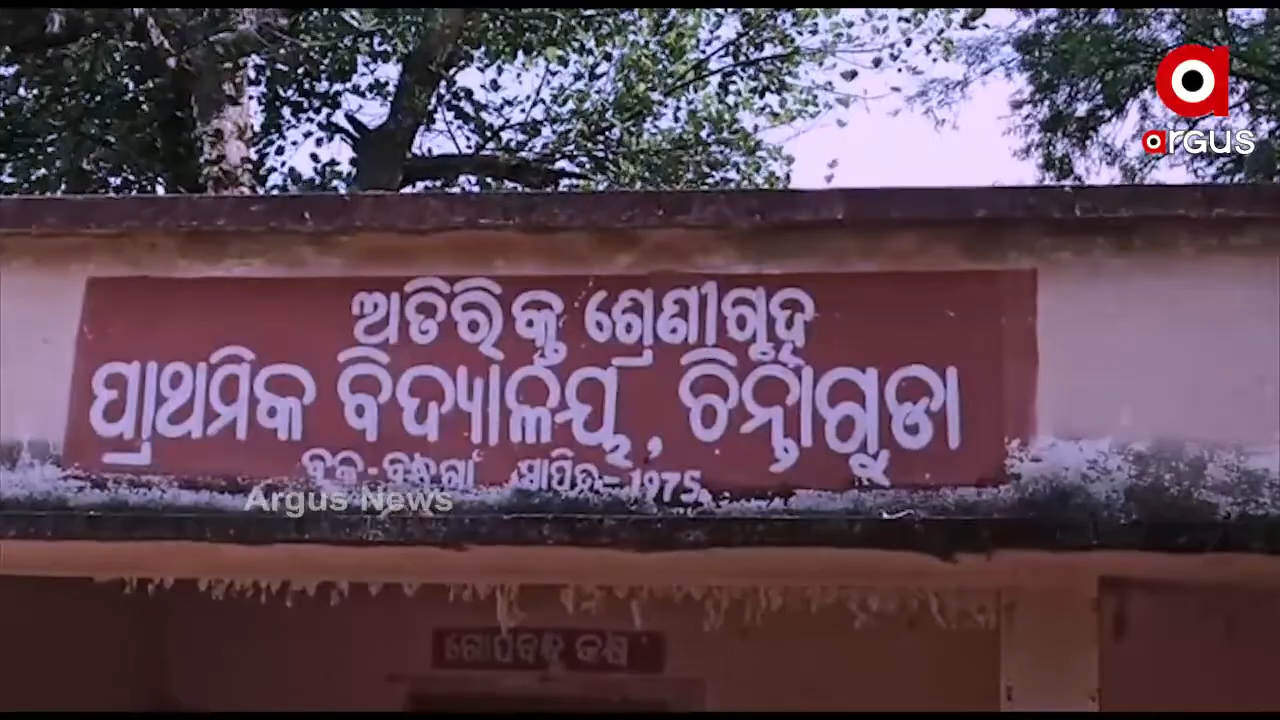 argus
ଅତିରିକ୍ତ ଶ୍ରେଣୀଗୃହ
ପ୍ରାଥମିକ ବିଦ୍ୟାଳୟ, ଚିନ୍ତାଗୁଡା
ସ୍ଥାପିତ-1975
Argus News
ଗୋପବନ୍ଧୁ କକ୍ଷ